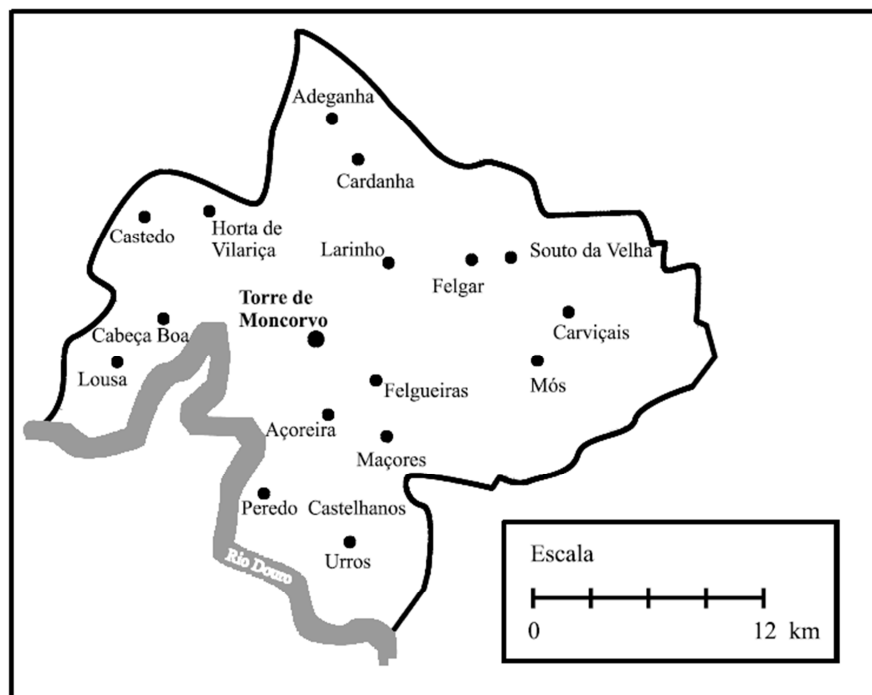 Adeganha
Cardanha
Castedo
Horta de
Vilariça
Larinho
Souto da Velha
Felgar
Torre de
Moncorvo
Cabeça Boa
Carviçais
Lousa
Mós
Felgueiras
Açoreira
Maçores
Peredo
Castelhanos
Urros
Rio Douro
Escala
0 12 km